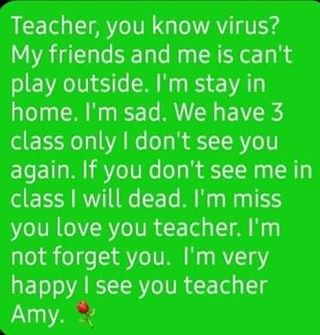 Teacher, you know virus?
My friends and me is can't
play outside. I'm stay in
home. I'm sad. We have 3
class only I don't see you
again. If you don't see me in
class I will dead. I'm miss
you love you teacher. I'm
not forget you.  I'm very
happy I see you teacher
Amy. 🌹